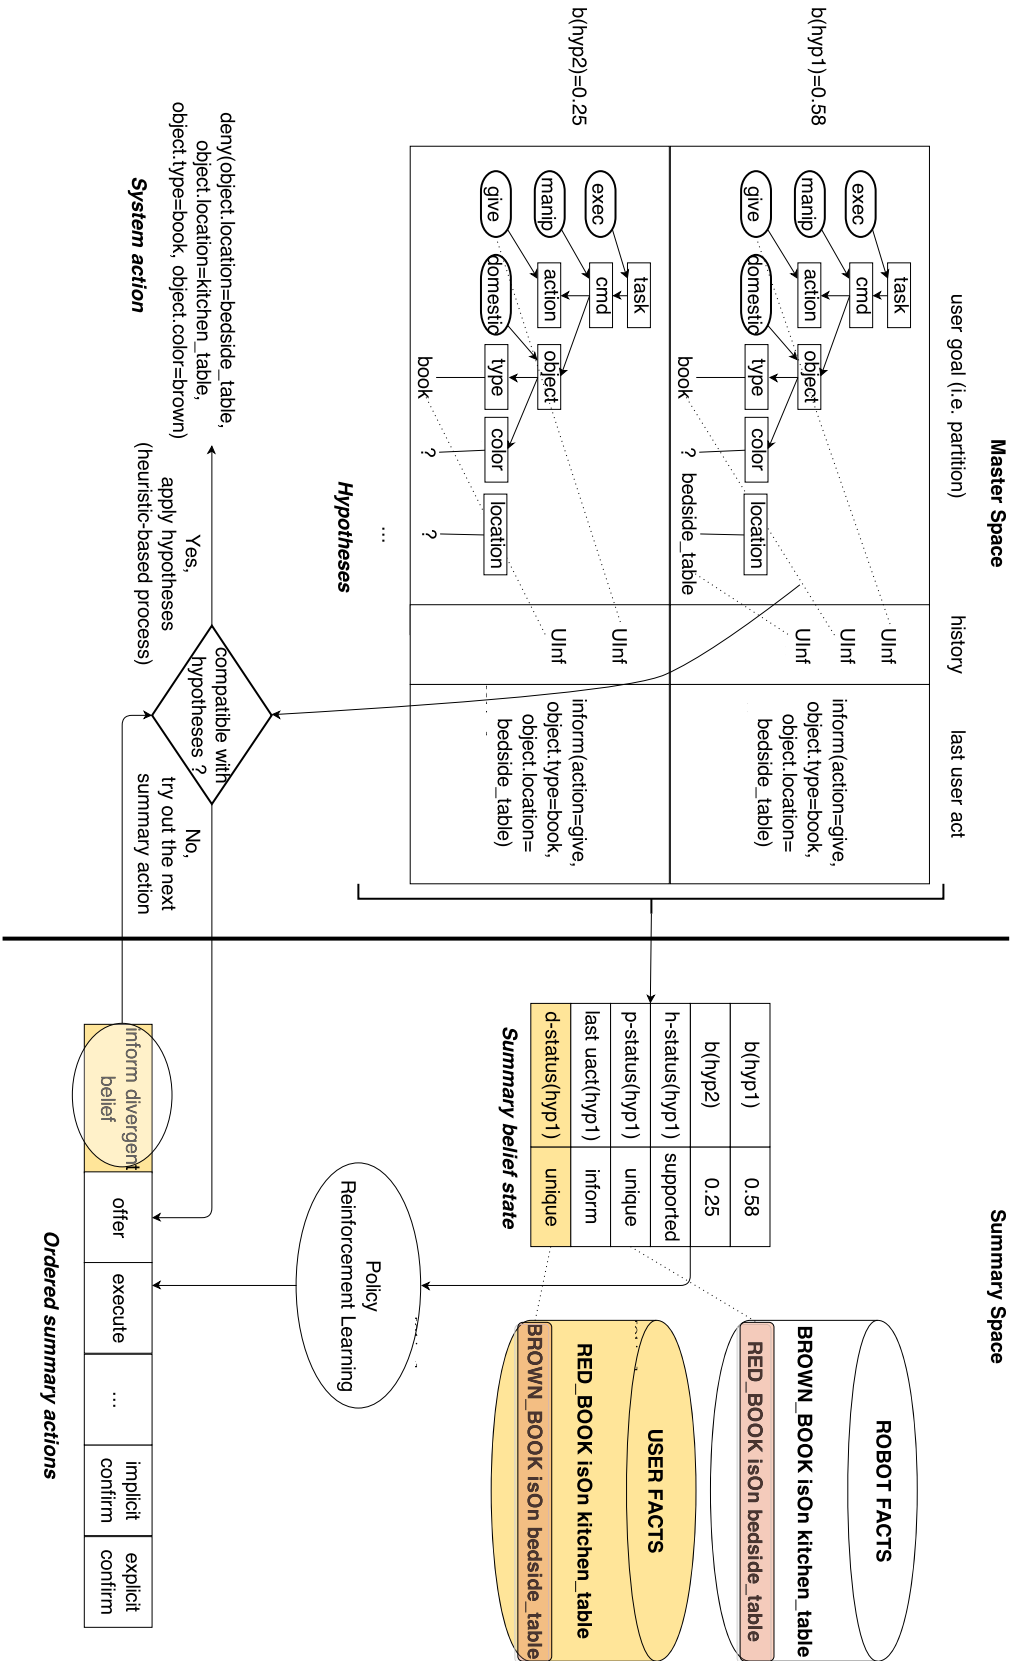 Master Space
Summary Space
user goal (i.e. partition)
history
last user act
b(hyp1)=0.58
exec
manip
give
domestic
task
cmd
action
object
type
color
location
book
?
bedside_table
UInf
UInf
UInf
inform(action=give,
object.type=book,
object.location=
bedside_table)
b(hyp2)=0.25
exec
manip
give
domestic
task
cmd
action
object
type
color
location
book
?
?
UInf
UInf
inform(action=give,
object.type=book,
object.location=
bedside_table)
...
Hypotheses
b(hyp1) 0.58
b(hyp2) 0.25
h-status(hyp1) supported
p-status(hyp1) unique
last uact(hyp1) inform
d-status(hyp1) unique
Summary belief state
ROBOT FACTS
BROWN_BOOK isOn kitchen_table
RED_BOOK isOn bedside_table
USER FACTS
RED_BOOK isOn kitchen_table
BROWN_BOOK isOn bedside_table
Policy
Reinforcement Learning
deny(object.location=bedside_table,
object.location=kitchen_table,
object.type=book, object.color=brown)
System action
Yes,
apply hypotheses
(heuristic-based process)
compatible with
hypotheses ?
No,
try out the next
summary action
inform divergent
belief
offer
execute
...
implicit
confirm
explicit
confirm
Ordered summary actions